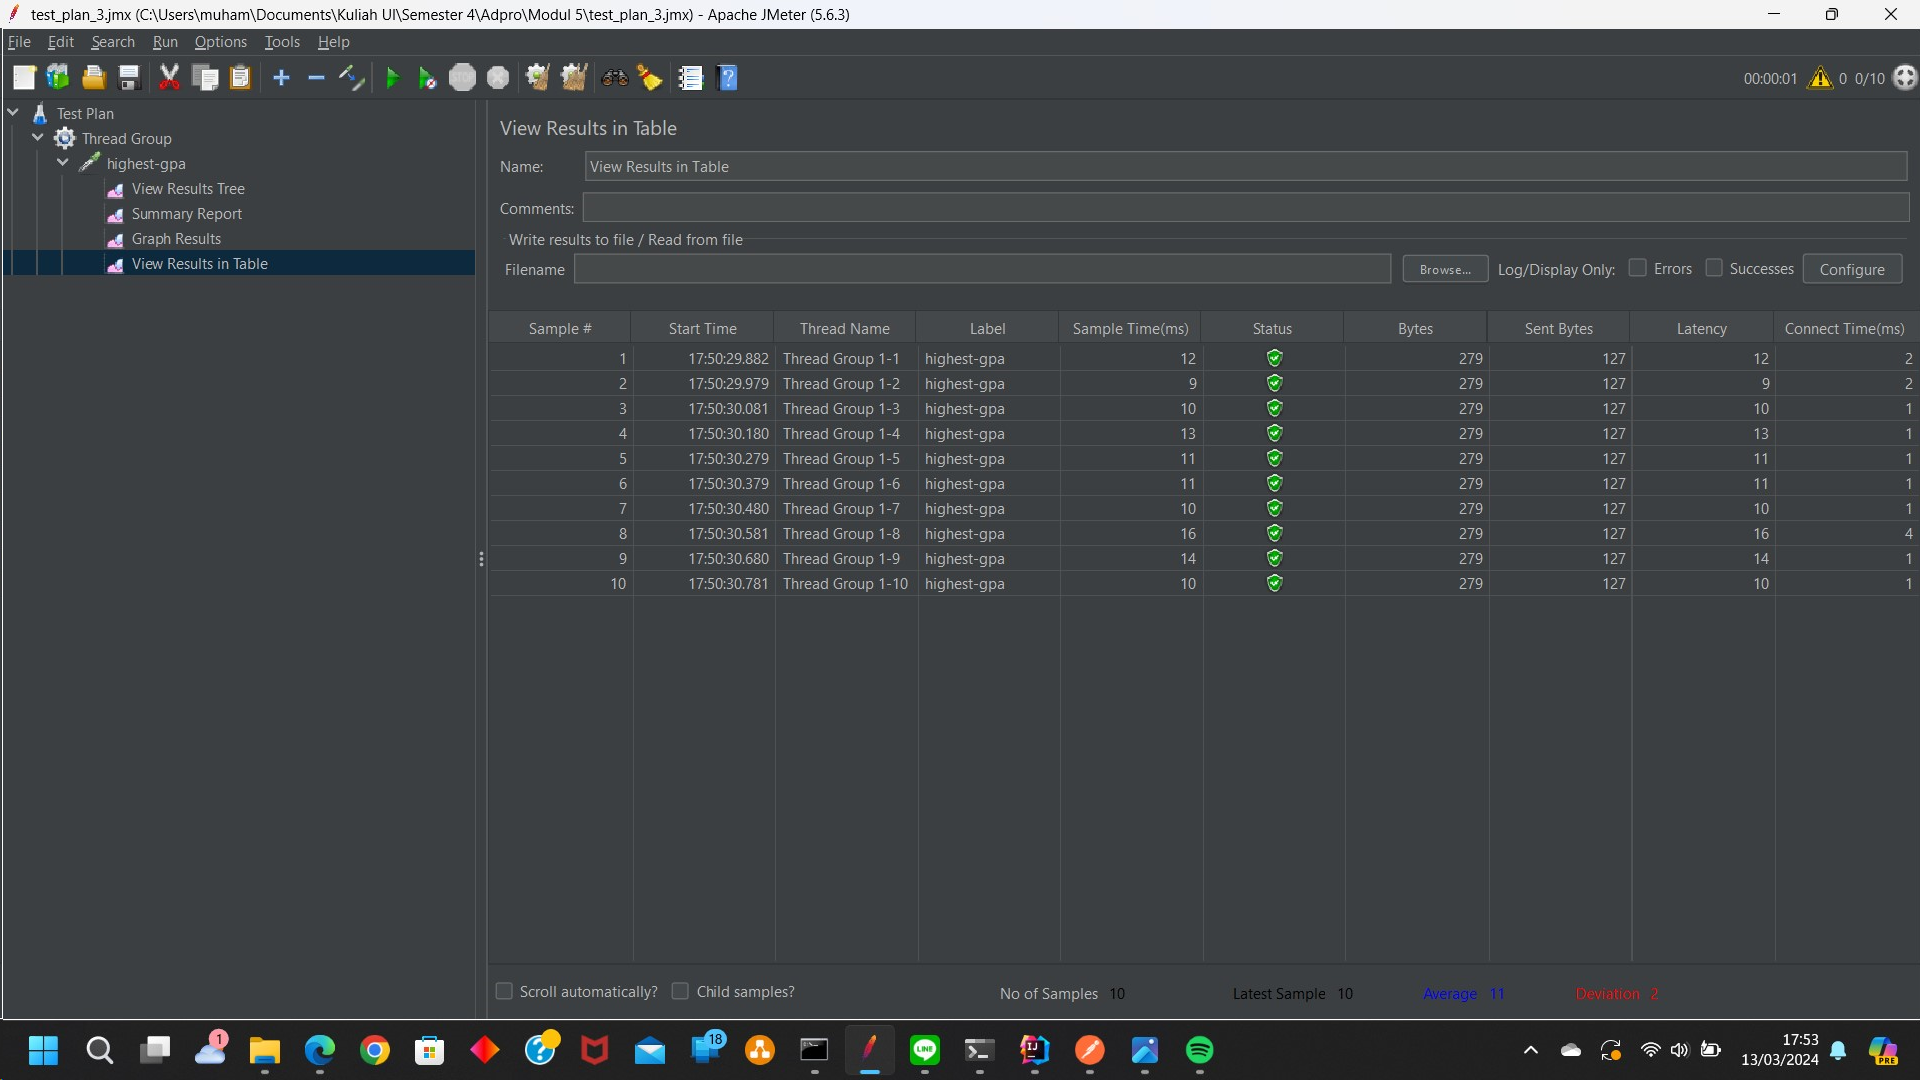 test_plan_3.jmx (C:\Users\muham\Documents\Kuliah UI\Semester 4\Adpro\Modul 5\test_plan_3.jmx) - Apache JMeter (5.6.3)
File Edit Search Run Options Tools Help
STOP 00:00:01 0 0/10
Test Plan
Thread Group
highest-gpa
View Results Tree
Summary Report
Graph Results
View Results in Table
View Results in Table
Name: View Results in Table
Comments:
Write results to file / Read from file
Filename Browse... Log/Display Only: Errors Successes Configure
Sample # Start Time Thread Name Label Sample Time(ms) Status Bytes Sent Bytes Latency Connect Time(ms)
1 17:50:29.882 Thread Group 1-1 highest-gpa 12 279 127 12 2
2 17:50:29.979 Thread Group 1-2 highest-gpa 9 279 127 9 2
3 17:50:30.081 Thread Group 1-3 highest-gpa 10 279 127 10 1
4 17:50:30.180 Thread Group 1-4 highest-gpa 13 279 127 13 1
5 17:50:30.279 Thread Group 1-5 highest-gpa 11 279 127 11 1
6 17:50:30.379 Thread Group 1-6 highest-gpa 11 279 127 11 1
7 17:50:30.480 Thread Group 1-7 highest-gpa 10 279 127 10 1
8 17:50:30.581 Thread Group 1-8 highest-gpa 16 279 127 16 4
9 17:50:30.680 Thread Group 1-9 highest-gpa 14 279 127 14 1
10 17:50:30.781 Thread Group 1-10 highest-gpa 10 279 127 10 1
Scroll automatically? Child samples? No of Samples 10 Latest Sample 10 Average 11 Deviation 2
1 18 LINE IJ PRE
17:53
13/03/2024